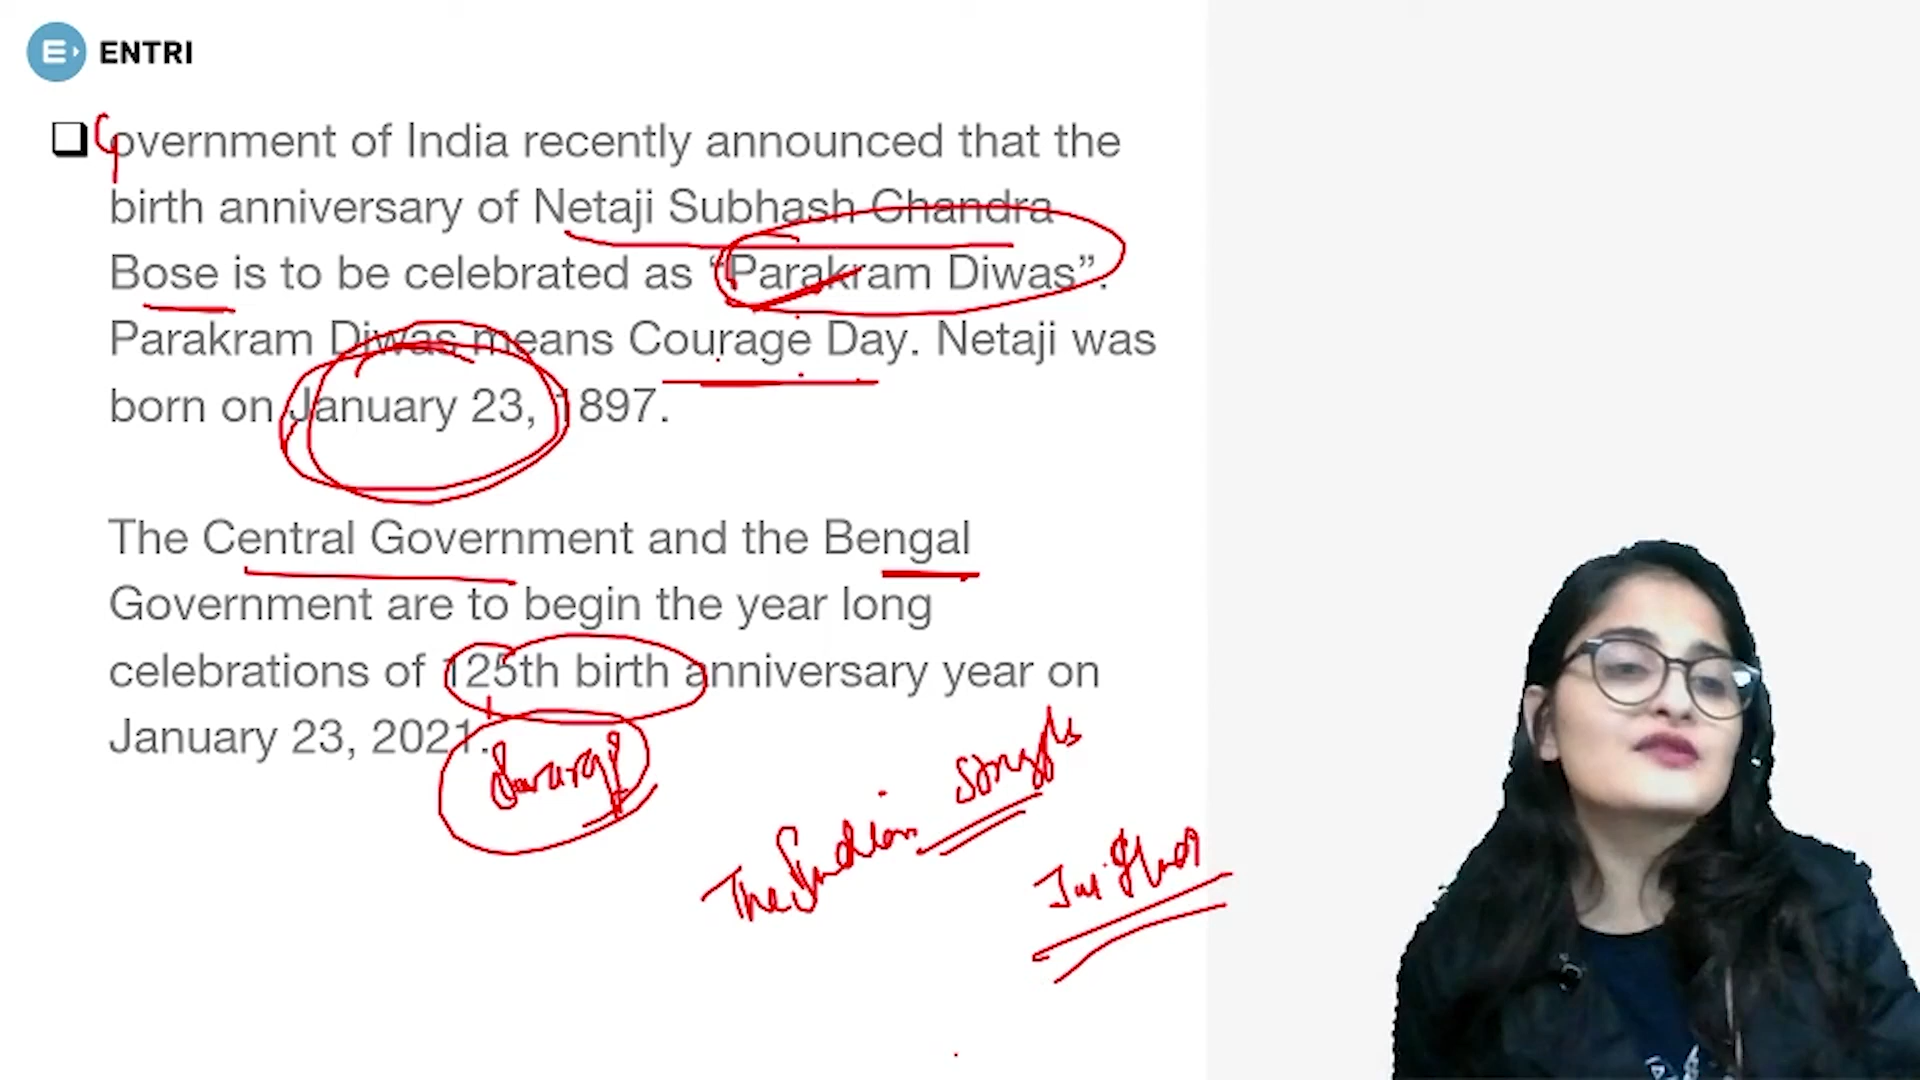 ENTRI
Government of India recently announced that the
birth anniversary of Netaji Subhash Chandra
Bose is to be celebrated as “Parakram Diwas”.
Parakram Diwas means Courage Day. Netaji was
born on January 23, 1897.
The Central Government and the Bengal
Government are to begin the year long
celebrations of 125th birth anniversary year on
January 23, 2021.
The Indian